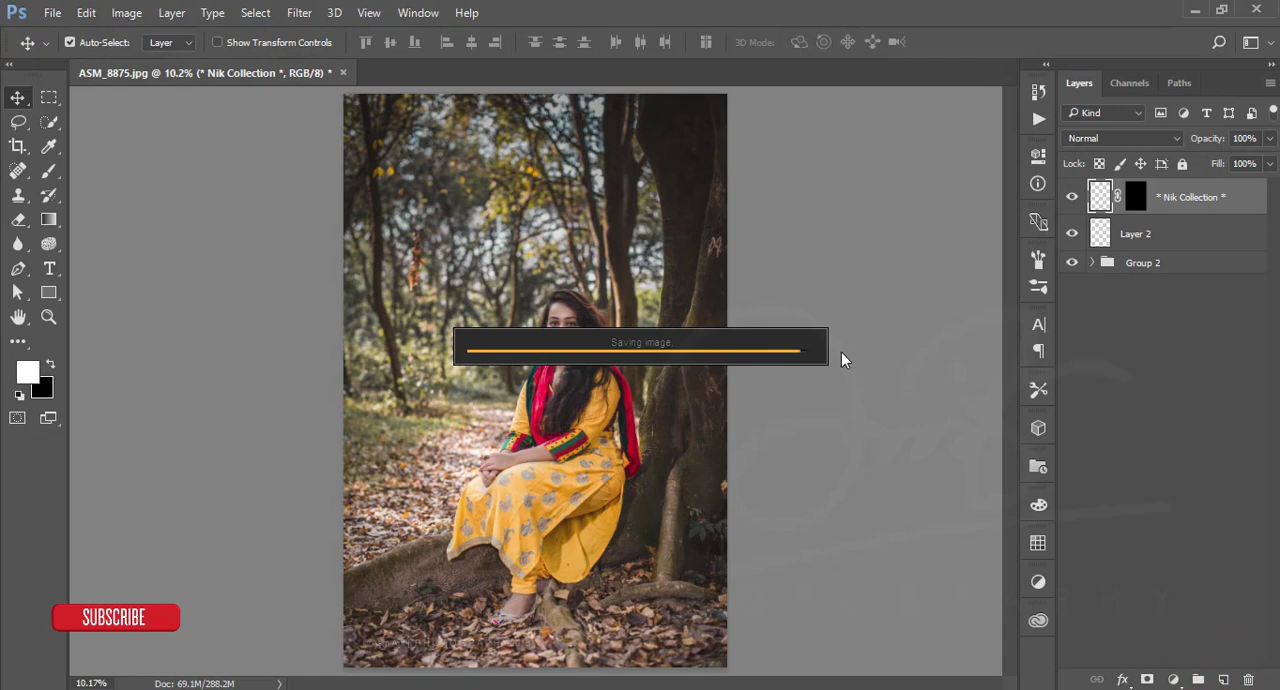 Ps File Edit Image Layer Type Select Filter 3D View Window Help
Auto-Select: Layer Show Transform Controls 3D Mode:
ASM_8875.jpg @ 10.2% (* Nik Collection *, RGB/8) *
Layers Channels Paths
Kind
Normal Opacity: 100%
Lock: Fill: 100%
* Nik Collection *
Layer 2
Group 2
Saving image.
SUBSCRIBE
10.17% Doc: 69.1M/288.2M